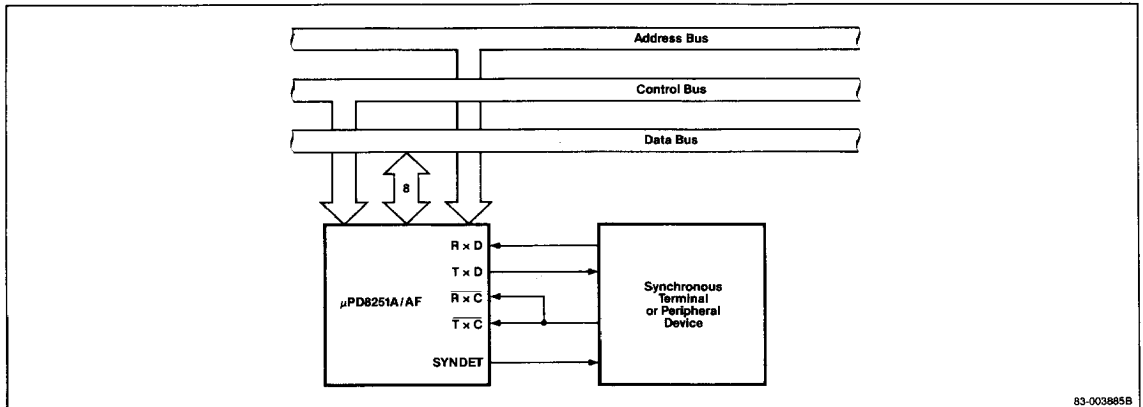 Address Bus
Control Bus
Data Bus
8
R × D
T × D
R × C
T × C
SYNDET
μPD8251A/AF
Synchronous
Terminal
or Peripheral
Device
83-003885B